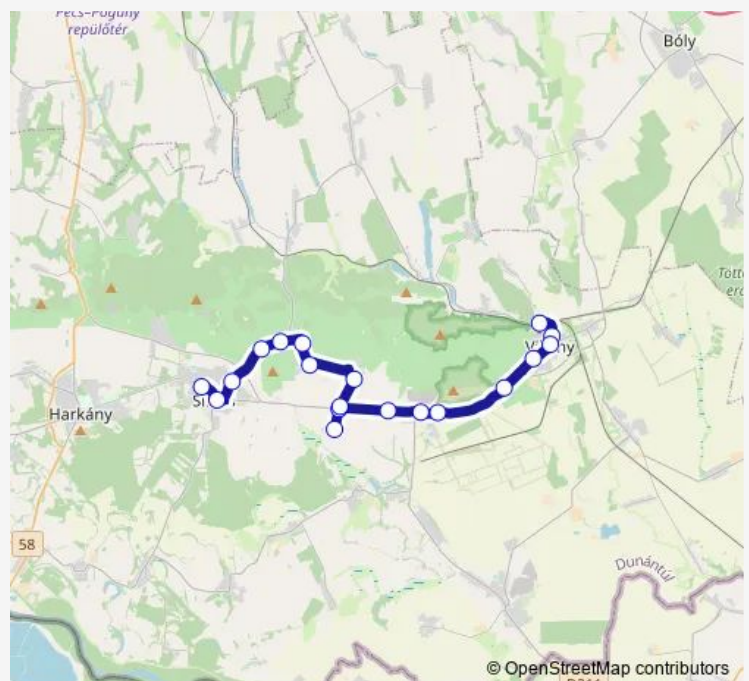 Pécs-Pogány
repülőtér
Bóly
Harkány
58
Dunántúl
© OpenStreetMap contributors